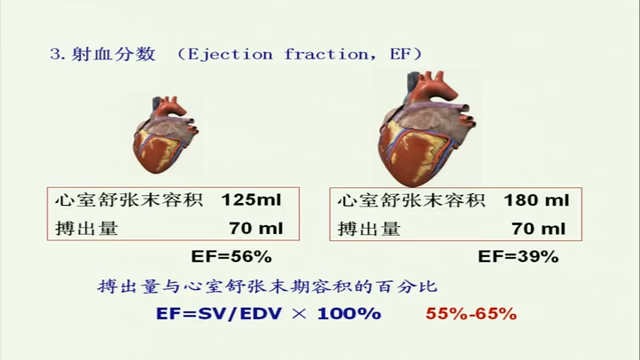 3.射血分数 （Ejection fraction，EF）
心室舒张末容积 125ml
搏出量 70 ml
EF=56%
心室舒张末容积 180 ml
搏出量 70 ml
EF=39%
搏出量与心室舒张末期容积的百分比
EF=SV/EDV × 100% 55%-65%